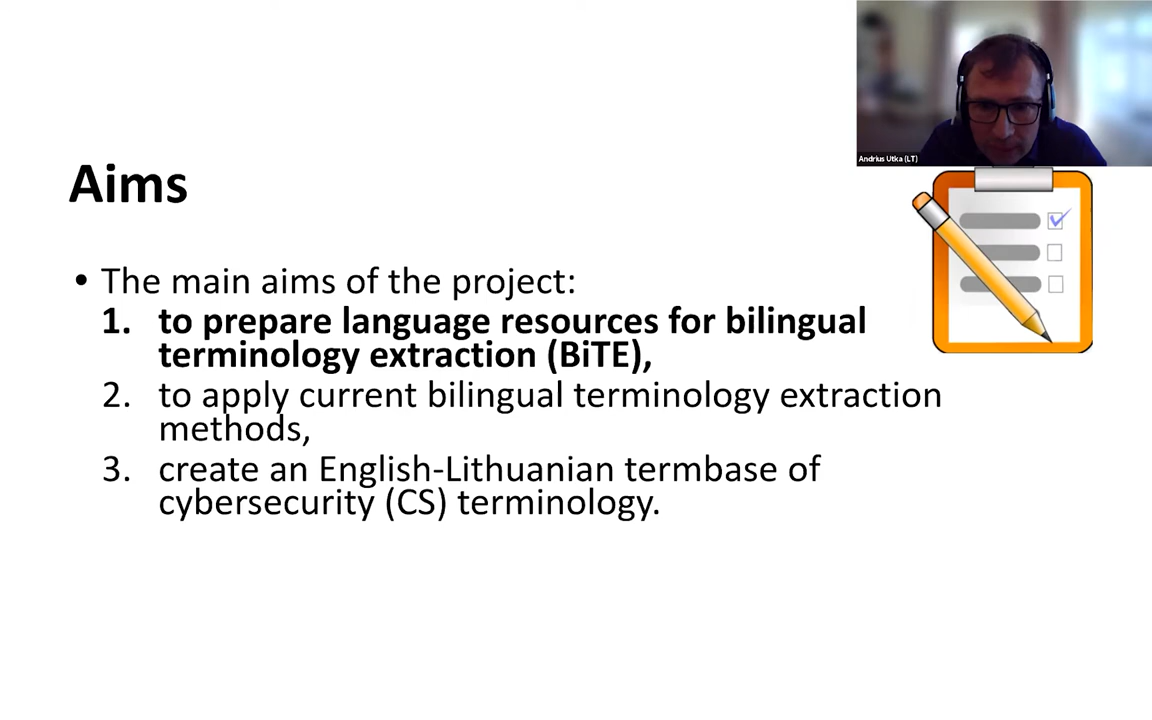 Andrius Utka (LT)
Aims
• The main aims of the project:
1. to prepare language resources for bilingual
terminology extraction (BiTE),
2. to apply current bilingual terminology extraction
methods,
3. create an English-Lithuanian termbase of
cybersecurity (CS) terminology.